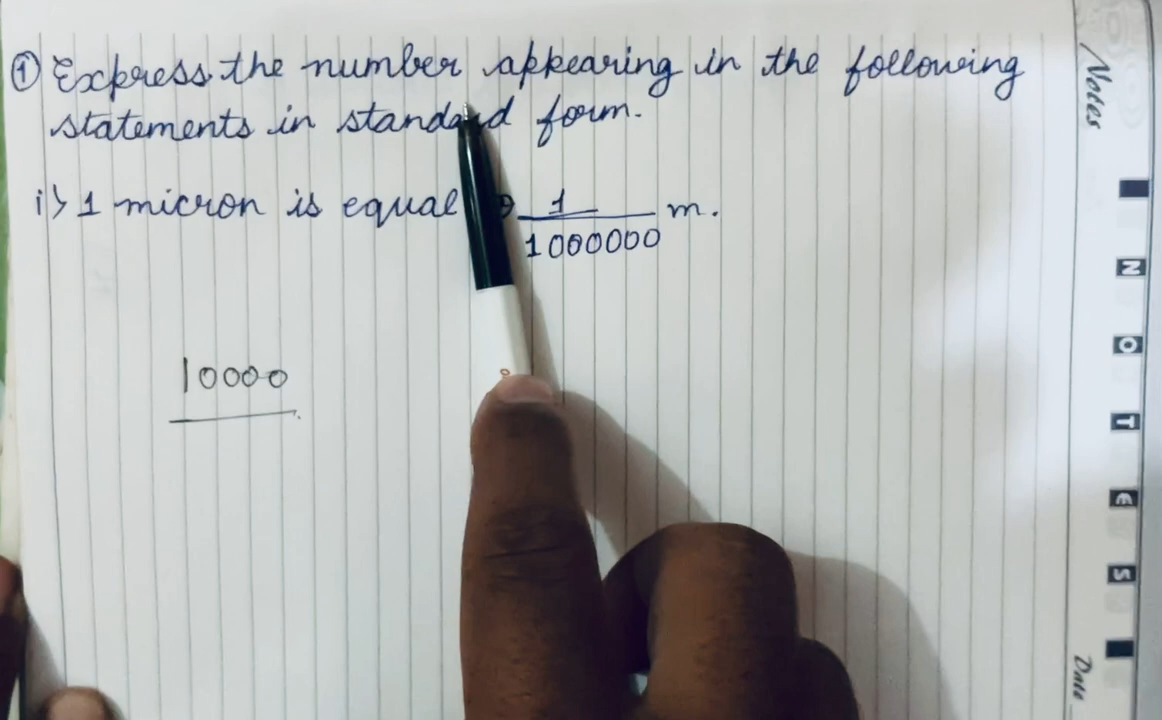 ① Express the number appearing in the following
statements in standard form.
i) 1 micron is equal 1/1000000 m.
10000
Notes
NOTES
Date